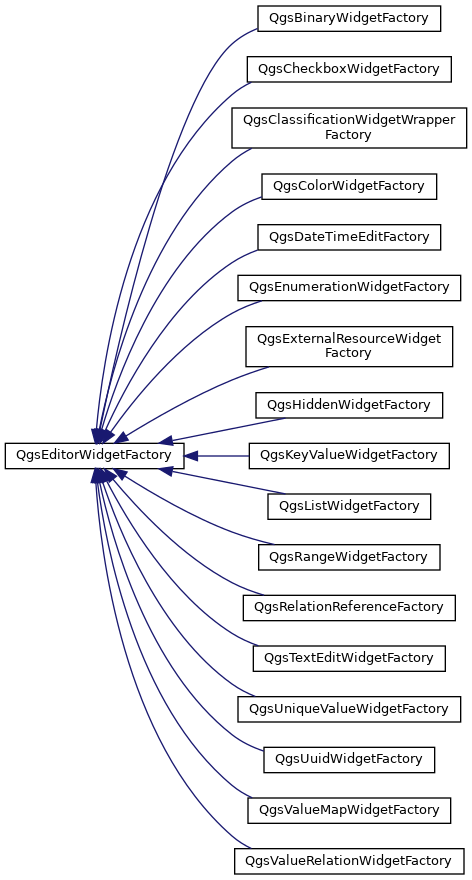 QgsBinaryWidgetFactory
QgsCheckboxWidgetFactory
QgsClassificationWidgetWrapper
Factory
QgsColorWidgetFactory
QgsDateTimeEditFactory
QgsEnumerationWidgetFactory
QgsExternalResourceWidget
Factory
QgsHiddenWidgetFactory
QgsEditorWidgetFactory
QgsKeyValueWidgetFactory
QgsListWidgetFactory
QgsRangeWidgetFactory
QgsRelationReferenceFactory
QgsTextEditWidgetFactory
QgsUniqueValueWidgetFactory
QgsUuidWidgetFactory
QgsValueMapWidgetFactory
QgsValueRelationWidgetFactory